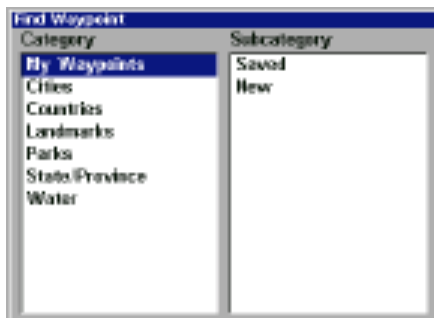 Find Waypoint
Category
My Waypoints
Cities
Countries
Landmarks
Parks
State/Province
Water
Subcategory
Saved
New